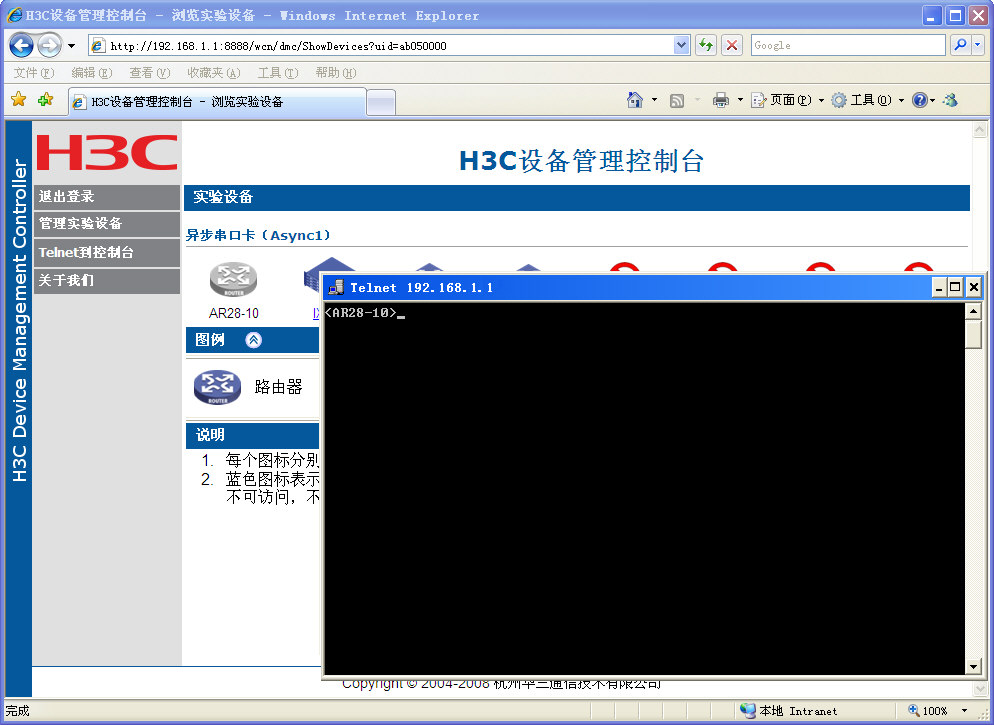 H3C设备管理控制台 - 浏览实验设备 - Windows Internet Explorer
http://192.168.1.1:8888/wcn/dmc/ShowDevices?uid=ab050000
Google
文件(F) 编辑(E) 查看(V) 收藏夹(A) 工具(T) 帮助(H)
H3C设备管理控制台 - 浏览实验设备
页面(P) 工具(O)
H3C Device Management Controller
H3C
H3C设备管理控制台
退出登录
管理实验设备
Telnet到控制台
关于我们
实验设备
异步串口卡（Async1）
ROUTER
AR28-10
Telnet 192.168.1.1
<AR28-10>_
图例
ROUTER
路由器
说明
1. 每个图标分别
2. 蓝色图标表示
不可访问，不
Copyright © 2004-2008 杭州华三通信技术有限公司
完成
本地 Intranet
100%